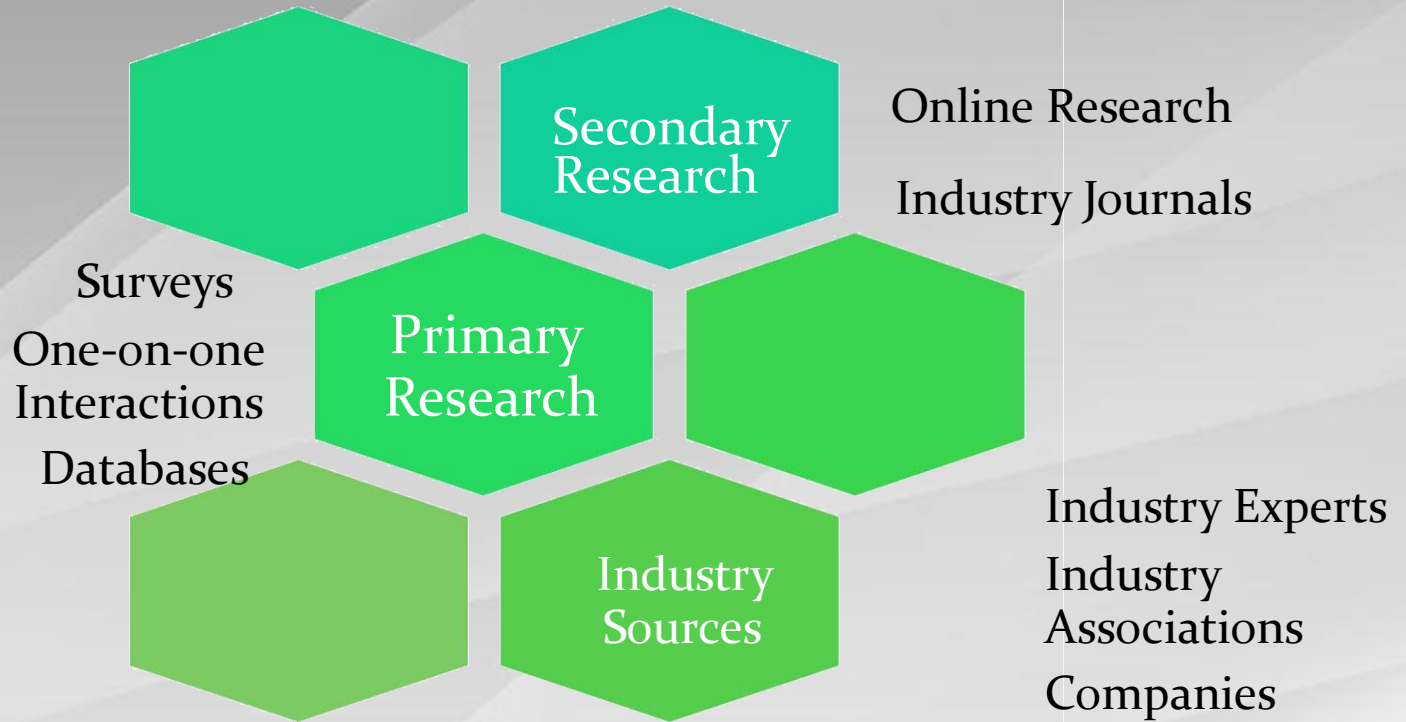 Secondary
Research
Online Research
Industry Journals
Surveys
One-on-one
Interactions
Databases
Primary
Research
Industry
Sources
Industry Experts
Industry
Associations
Companies